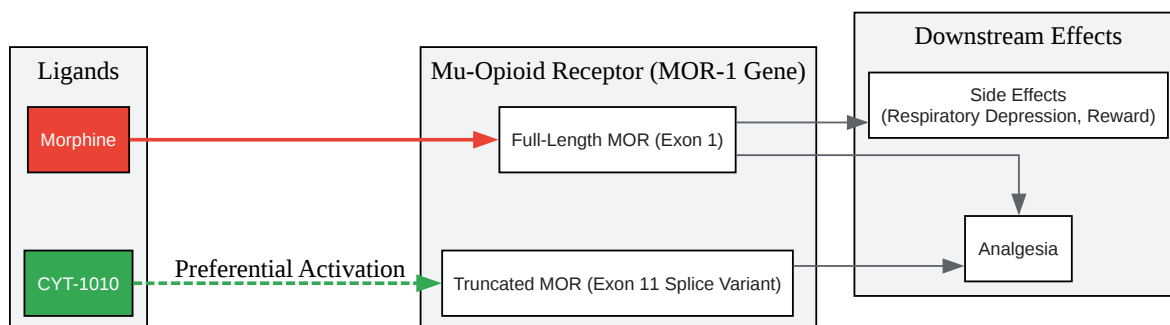 Ligands
Mu-Opioid Receptor (MOR-1 Gene)
Downstream Effects
Morphine
Full-Length MOR (Exon 1)
Side Effects
(Respiratory Depression, Reward)
Analgesia
CYT-1010
Preferential Activation
Truncated MOR (Exon 11 Splice Variant)